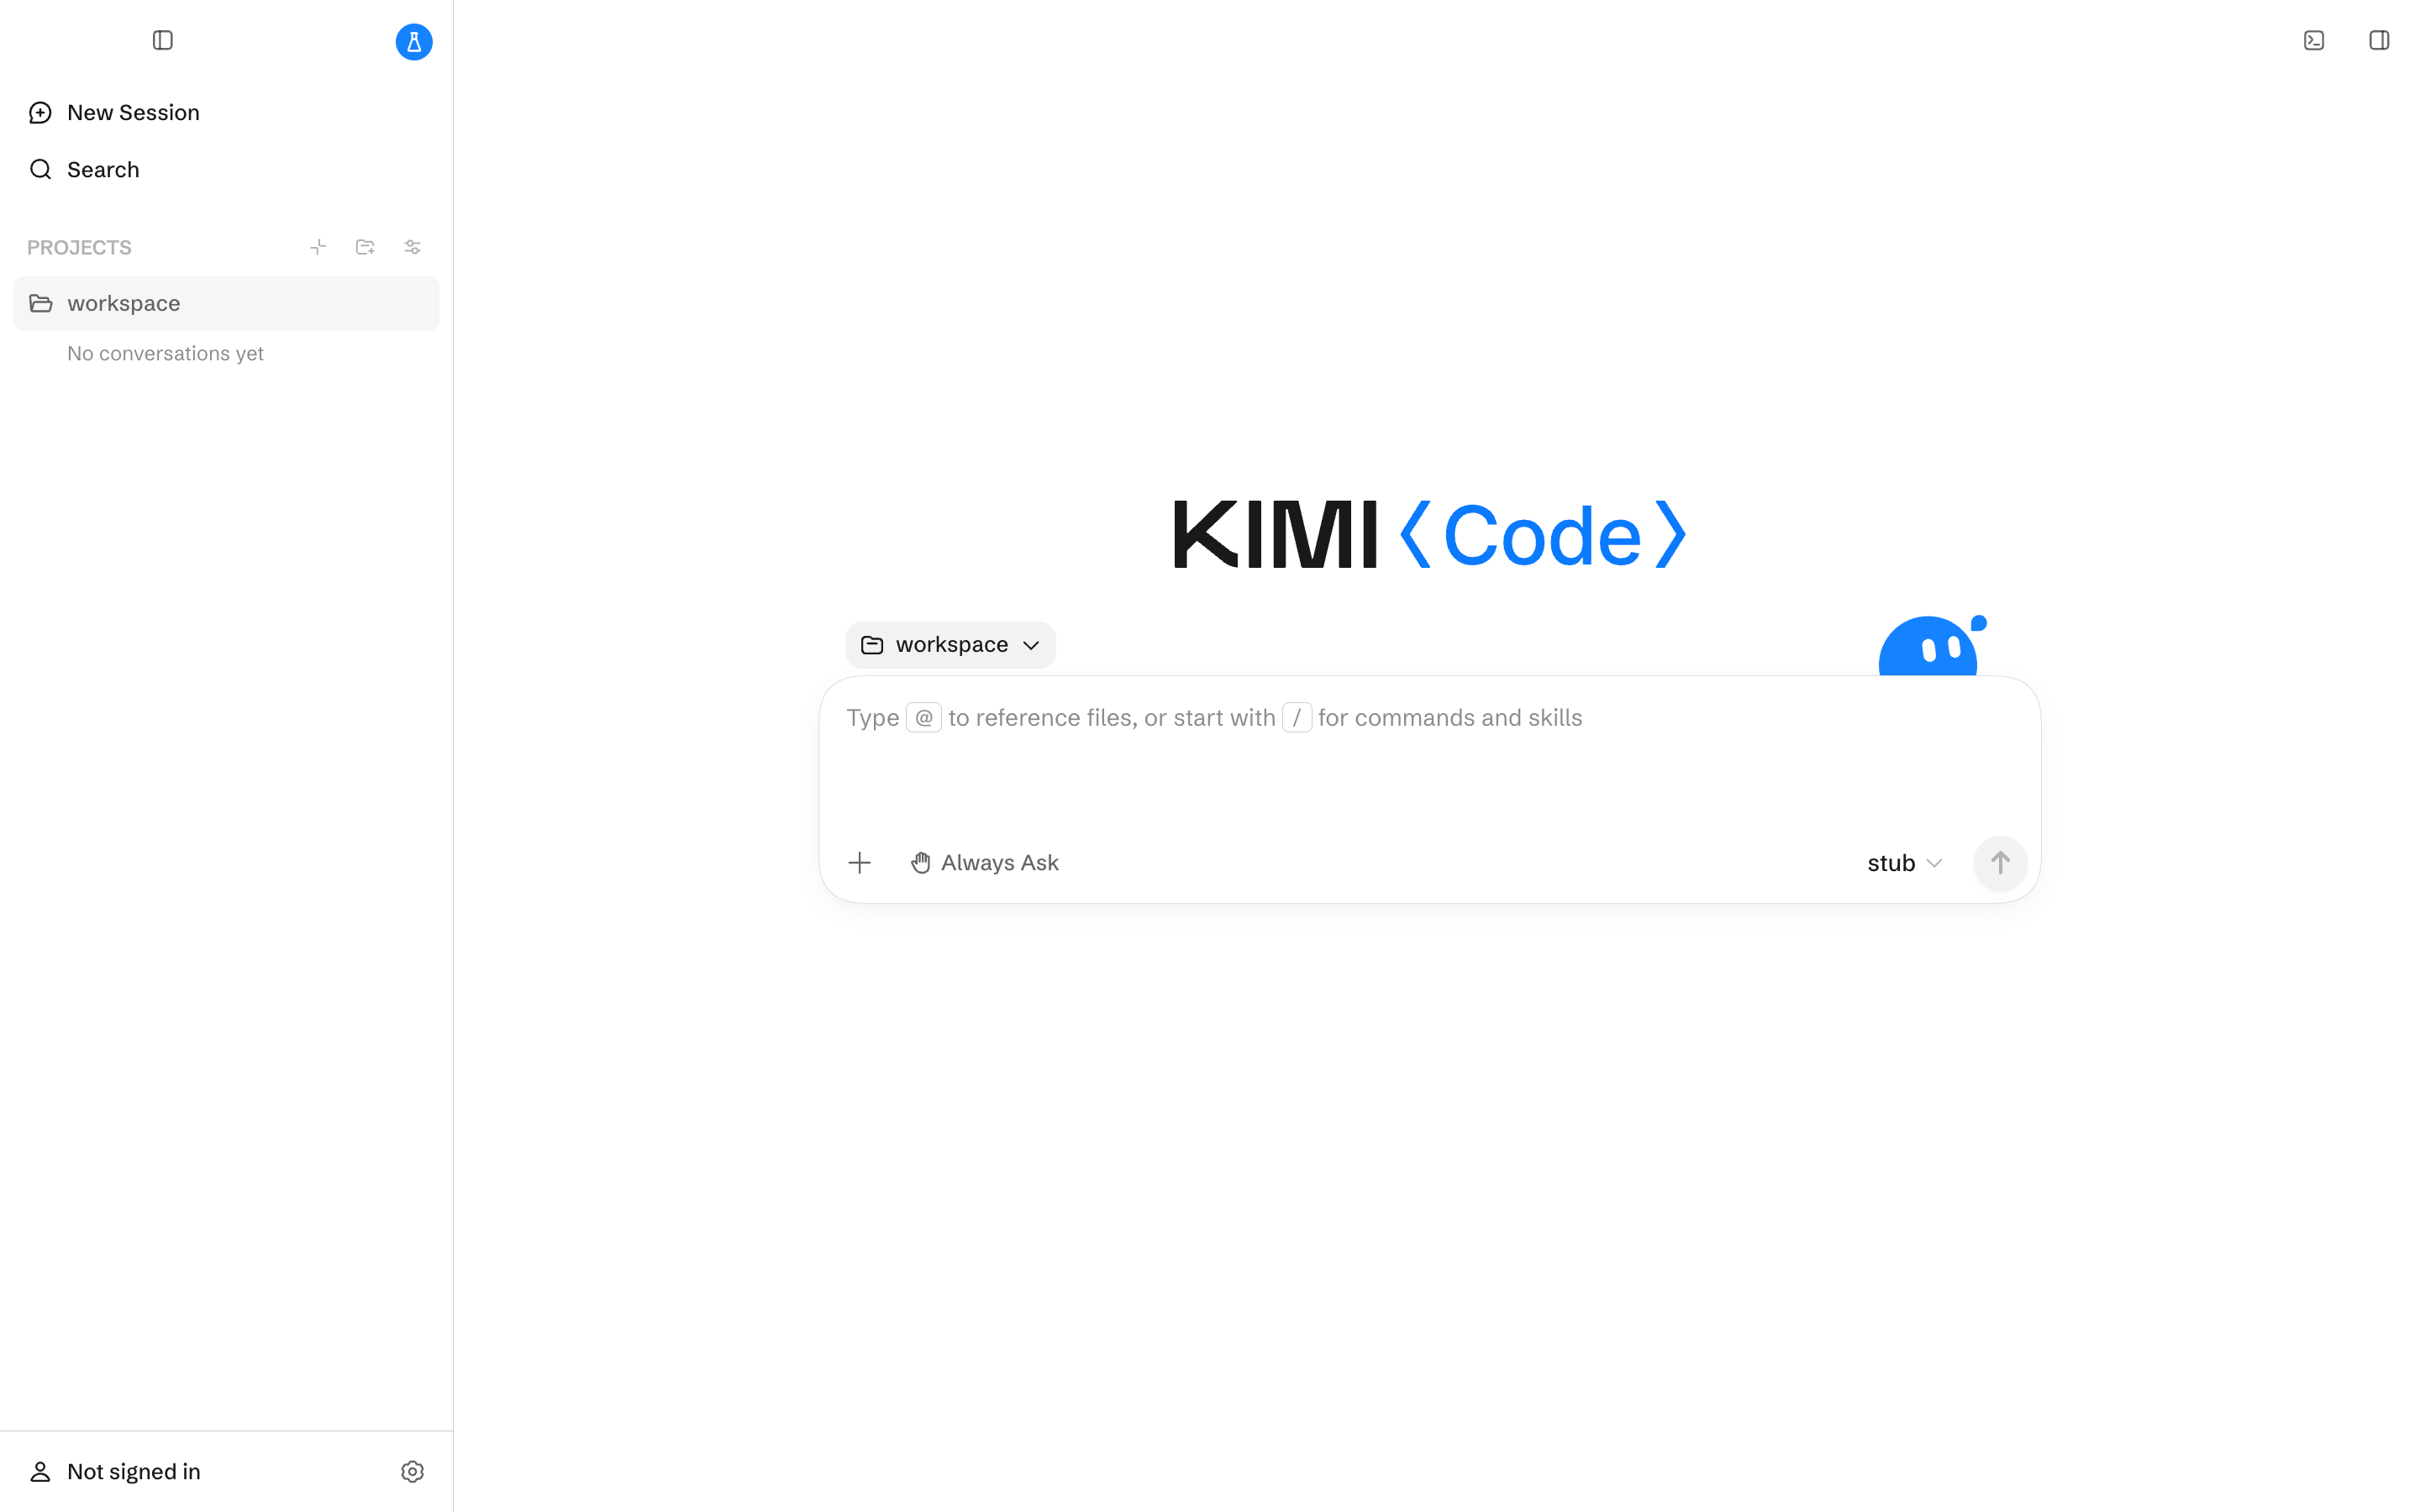 New Session
Search
PROJECTS
workspace
No conversations yet
KIMI 〈Code〉
workspace
Type @ to reference files, or start with / for commands and skills
Always Ask
stub
Not signed in